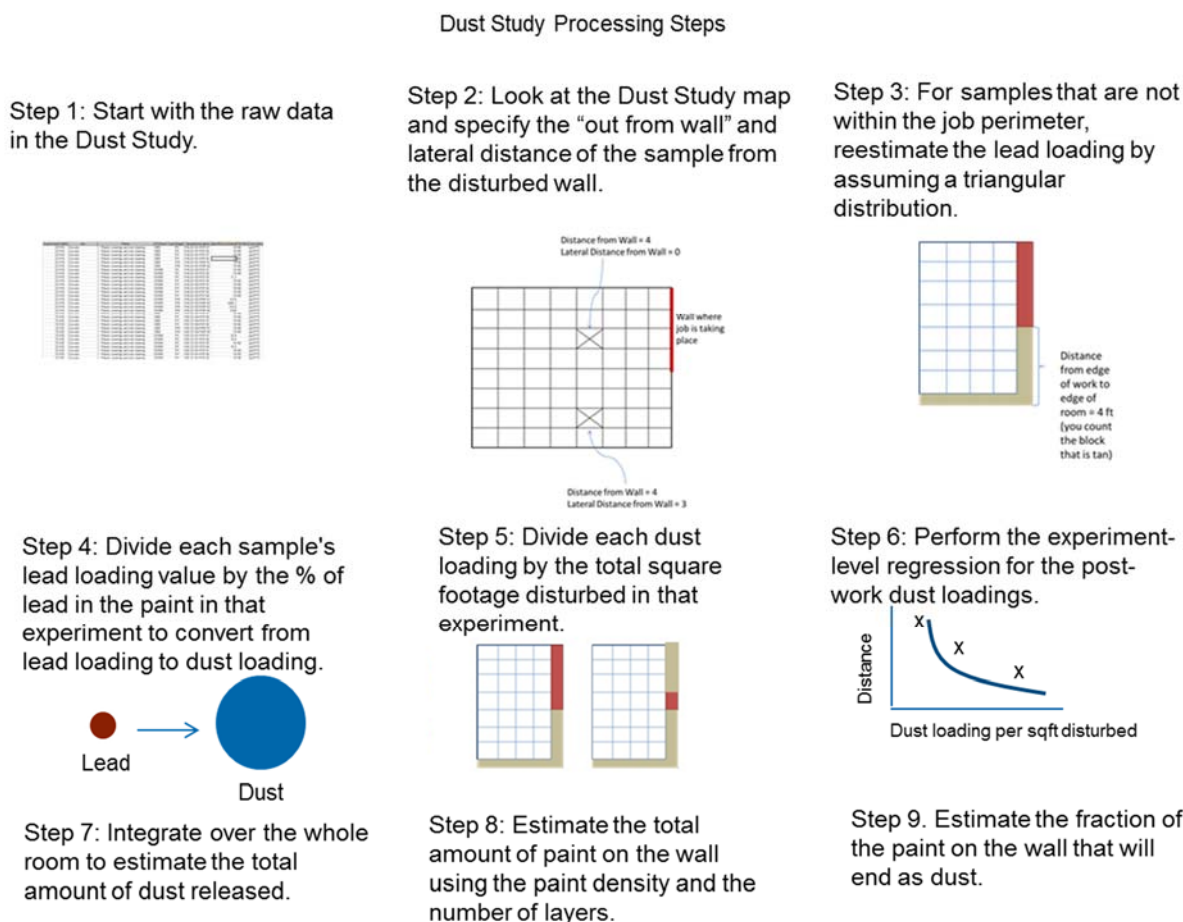 Dust Study Processing Steps
Step 1: Start with the raw data
in the Dust Study.
Step 2: Look at the Dust Study map
and specify the “out from wall” and
lateral distance of the sample from
the disturbed wall.
Distance from Wall = 4
Lateral Distance from Wall = 0
Wall where
job is taking
place
Distance from Wall = 4
Lateral Distance from Wall = 3
Step 3: For samples that are not
within the job perimeter,
reestimate the lead loading by
assuming a triangular
distribution.
Distance
from edge
of work to
edge of
room = 4 ft
(you count
the block
that is tan)
Step 4: Divide each sample's
lead loading value by the % of
lead in the paint in that
experiment to convert from
lead loading to dust loading.
Lead
Dust
Step 5: Divide each dust
loading by the total square
footage disturbed in that
experiment.
Step 6: Perform the experiment-
level regression for the post-
work dust loadings.
Distance
X
X
X
Dust loading per sqft disturbed
Step 7: Integrate over the whole
room to estimate the total
amount of dust released.
Step 8: Estimate the total
amount of paint on the wall
using the paint density and the
number of layers.
Step 9. Estimate the fraction of
the paint on the wall that will
end as dust.